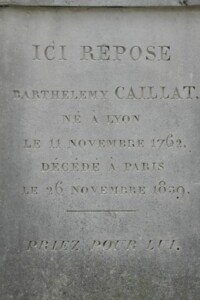 ICI REPOSE
BARTHELEMY CAILLAT.
NÉ A LYON
LE 11 NOVEMBRE 1762.
DÉCÉDÉ À PARIS
LE 26 NOVEMBRE 1839.
PRIEZ POUR LUI.